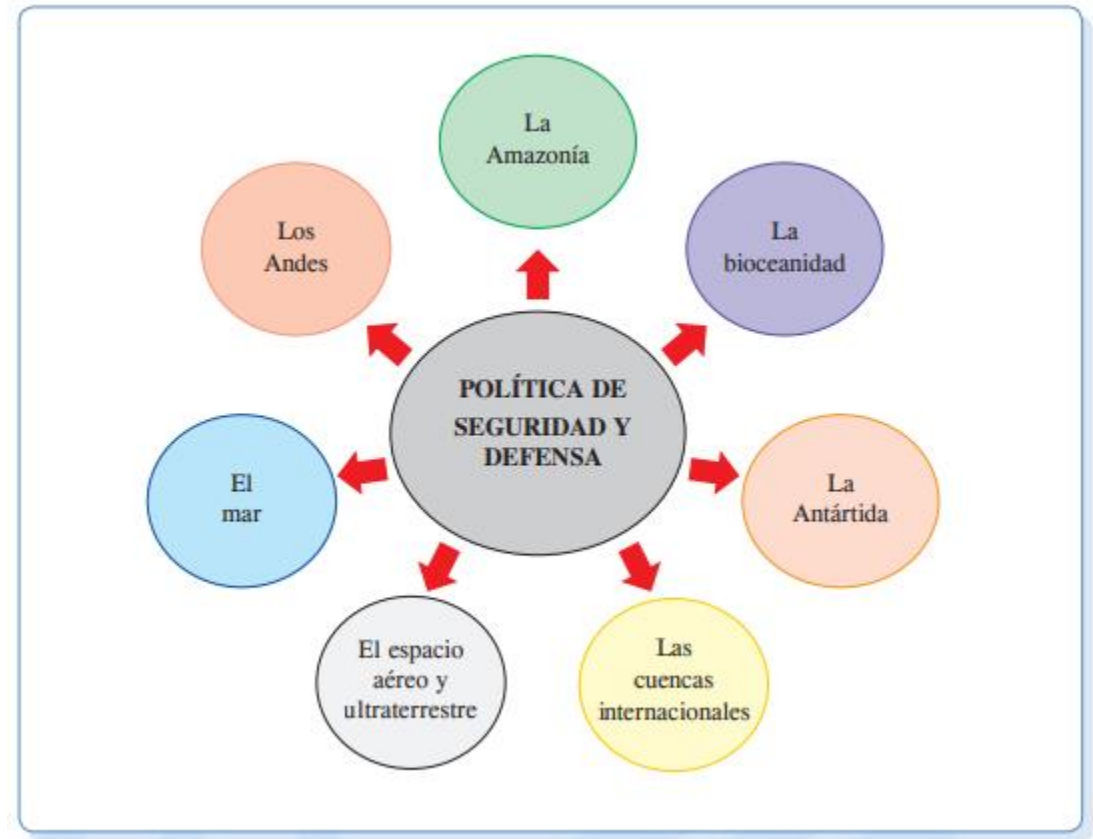 La
Amazonía
Los
Andes
La
bioceanidad
POLÍTICA DE
SEGURIDAD Y
DEFENSA
El
mar
La
Antártida
El espacio
aéreo y
ultraterrestre
Las
cuencas
internacionales